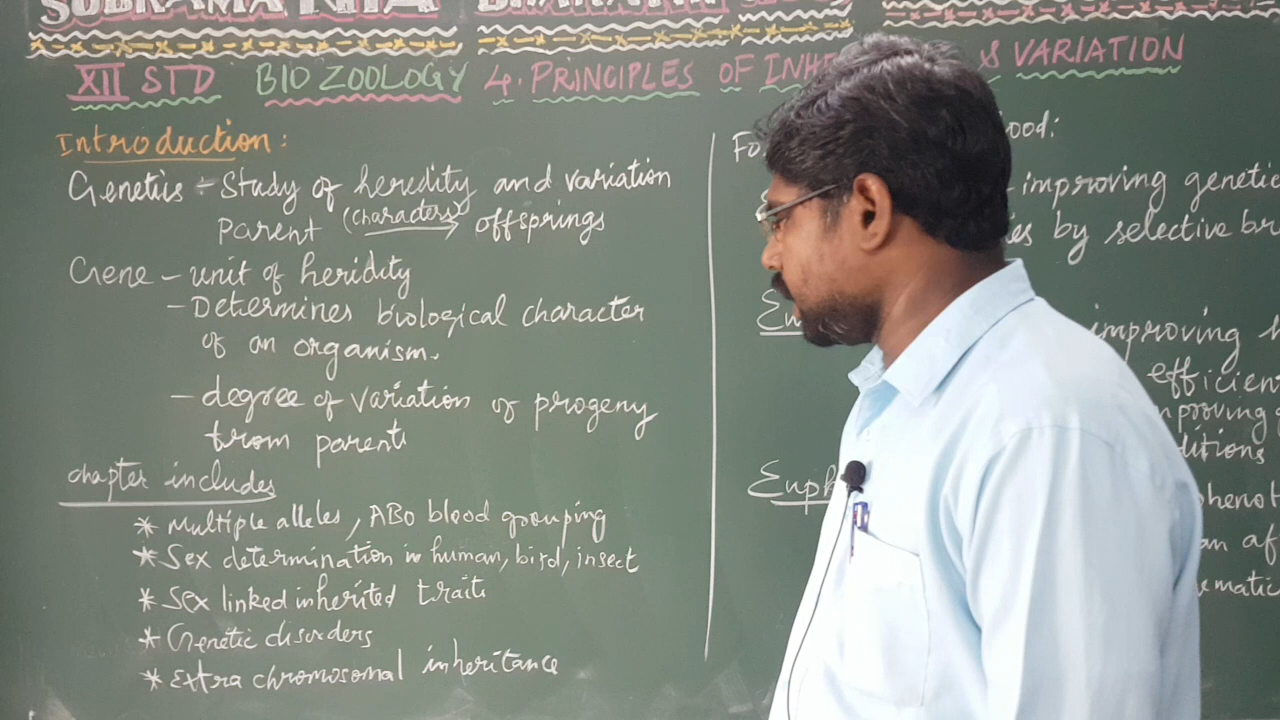 XII STD BIO ZOOLOGY 4. PRINCIPLES OF INHE & VARIATION
Introduction:
Genetics - Study of heredity and variation
Parent (characters) → offsprings
Gene - unit of heridity
- Determines biological character
of an organism.
- degree of variation of progeny
from parent
chapter includes
* Multiple alleles, ABO blood grouping
* Sex determination in human, bird, insect
* Sex linked inherited traits
* Genetic disorders
* Extra chromosomal inheritance
Fo ood:
- improving genetic
ies by selective br
Eu improving h
efficien
mproving
ditions
Euph phenot
an af
ematic